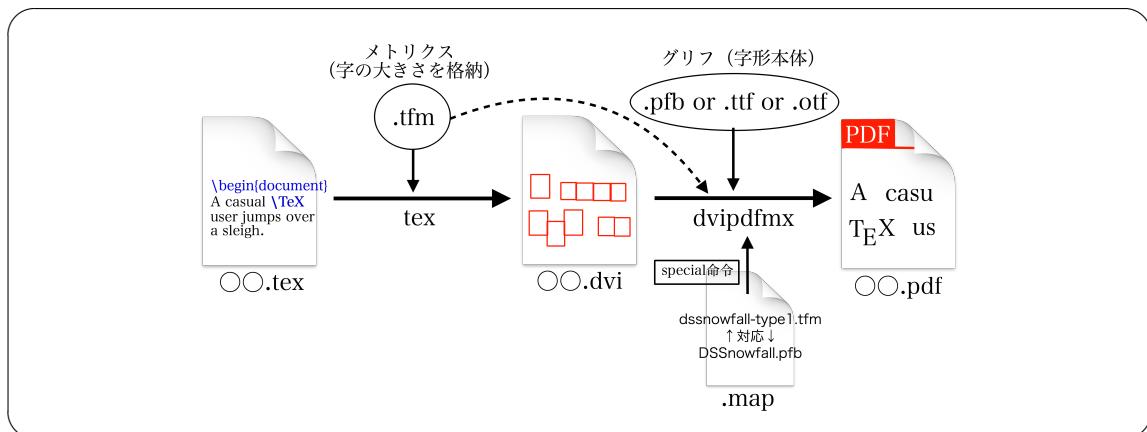 メトリクス
（字の大きさを格納）
.tfm
グリフ（字形本体）
.pfb or .ttf or .otf
\begin{document}
A casual \TeX
user jumps over
a sleigh.
○○.tex
tex
○○.dvi
dvipdfmx
special命令
dssnowfall-type1.tfm
↑対応↓
DSSnowfall.pfb
.map
PDF
A casu
TEX us
○○.pdf